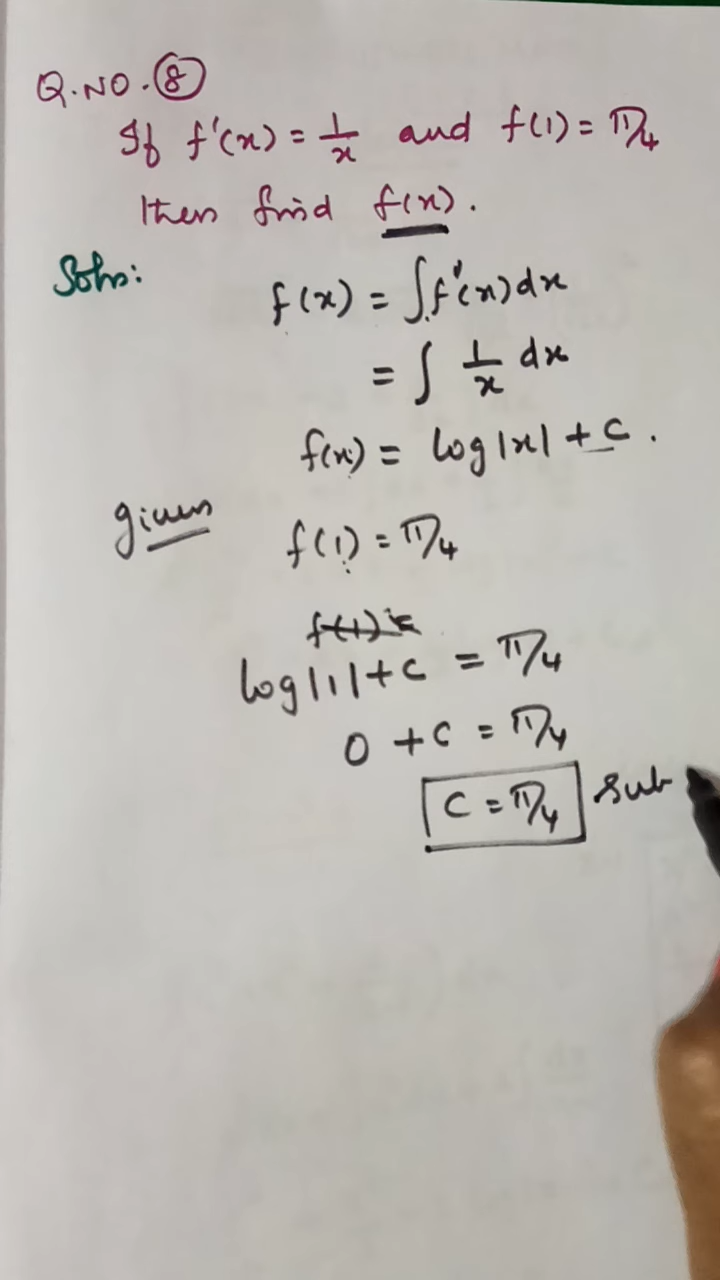 Q.NO.⑧
If f'(x) = 1/x and f(1) = π/4
then find f(x).
Soln:
f(x) = ∫f'(x)dx
= ∫ 1/x dx
f(x) = log|x| + c.
given f(1) = π/4
f(1) =
log|1| + c = π/4
0 + c = π/4
c = π/4 sub